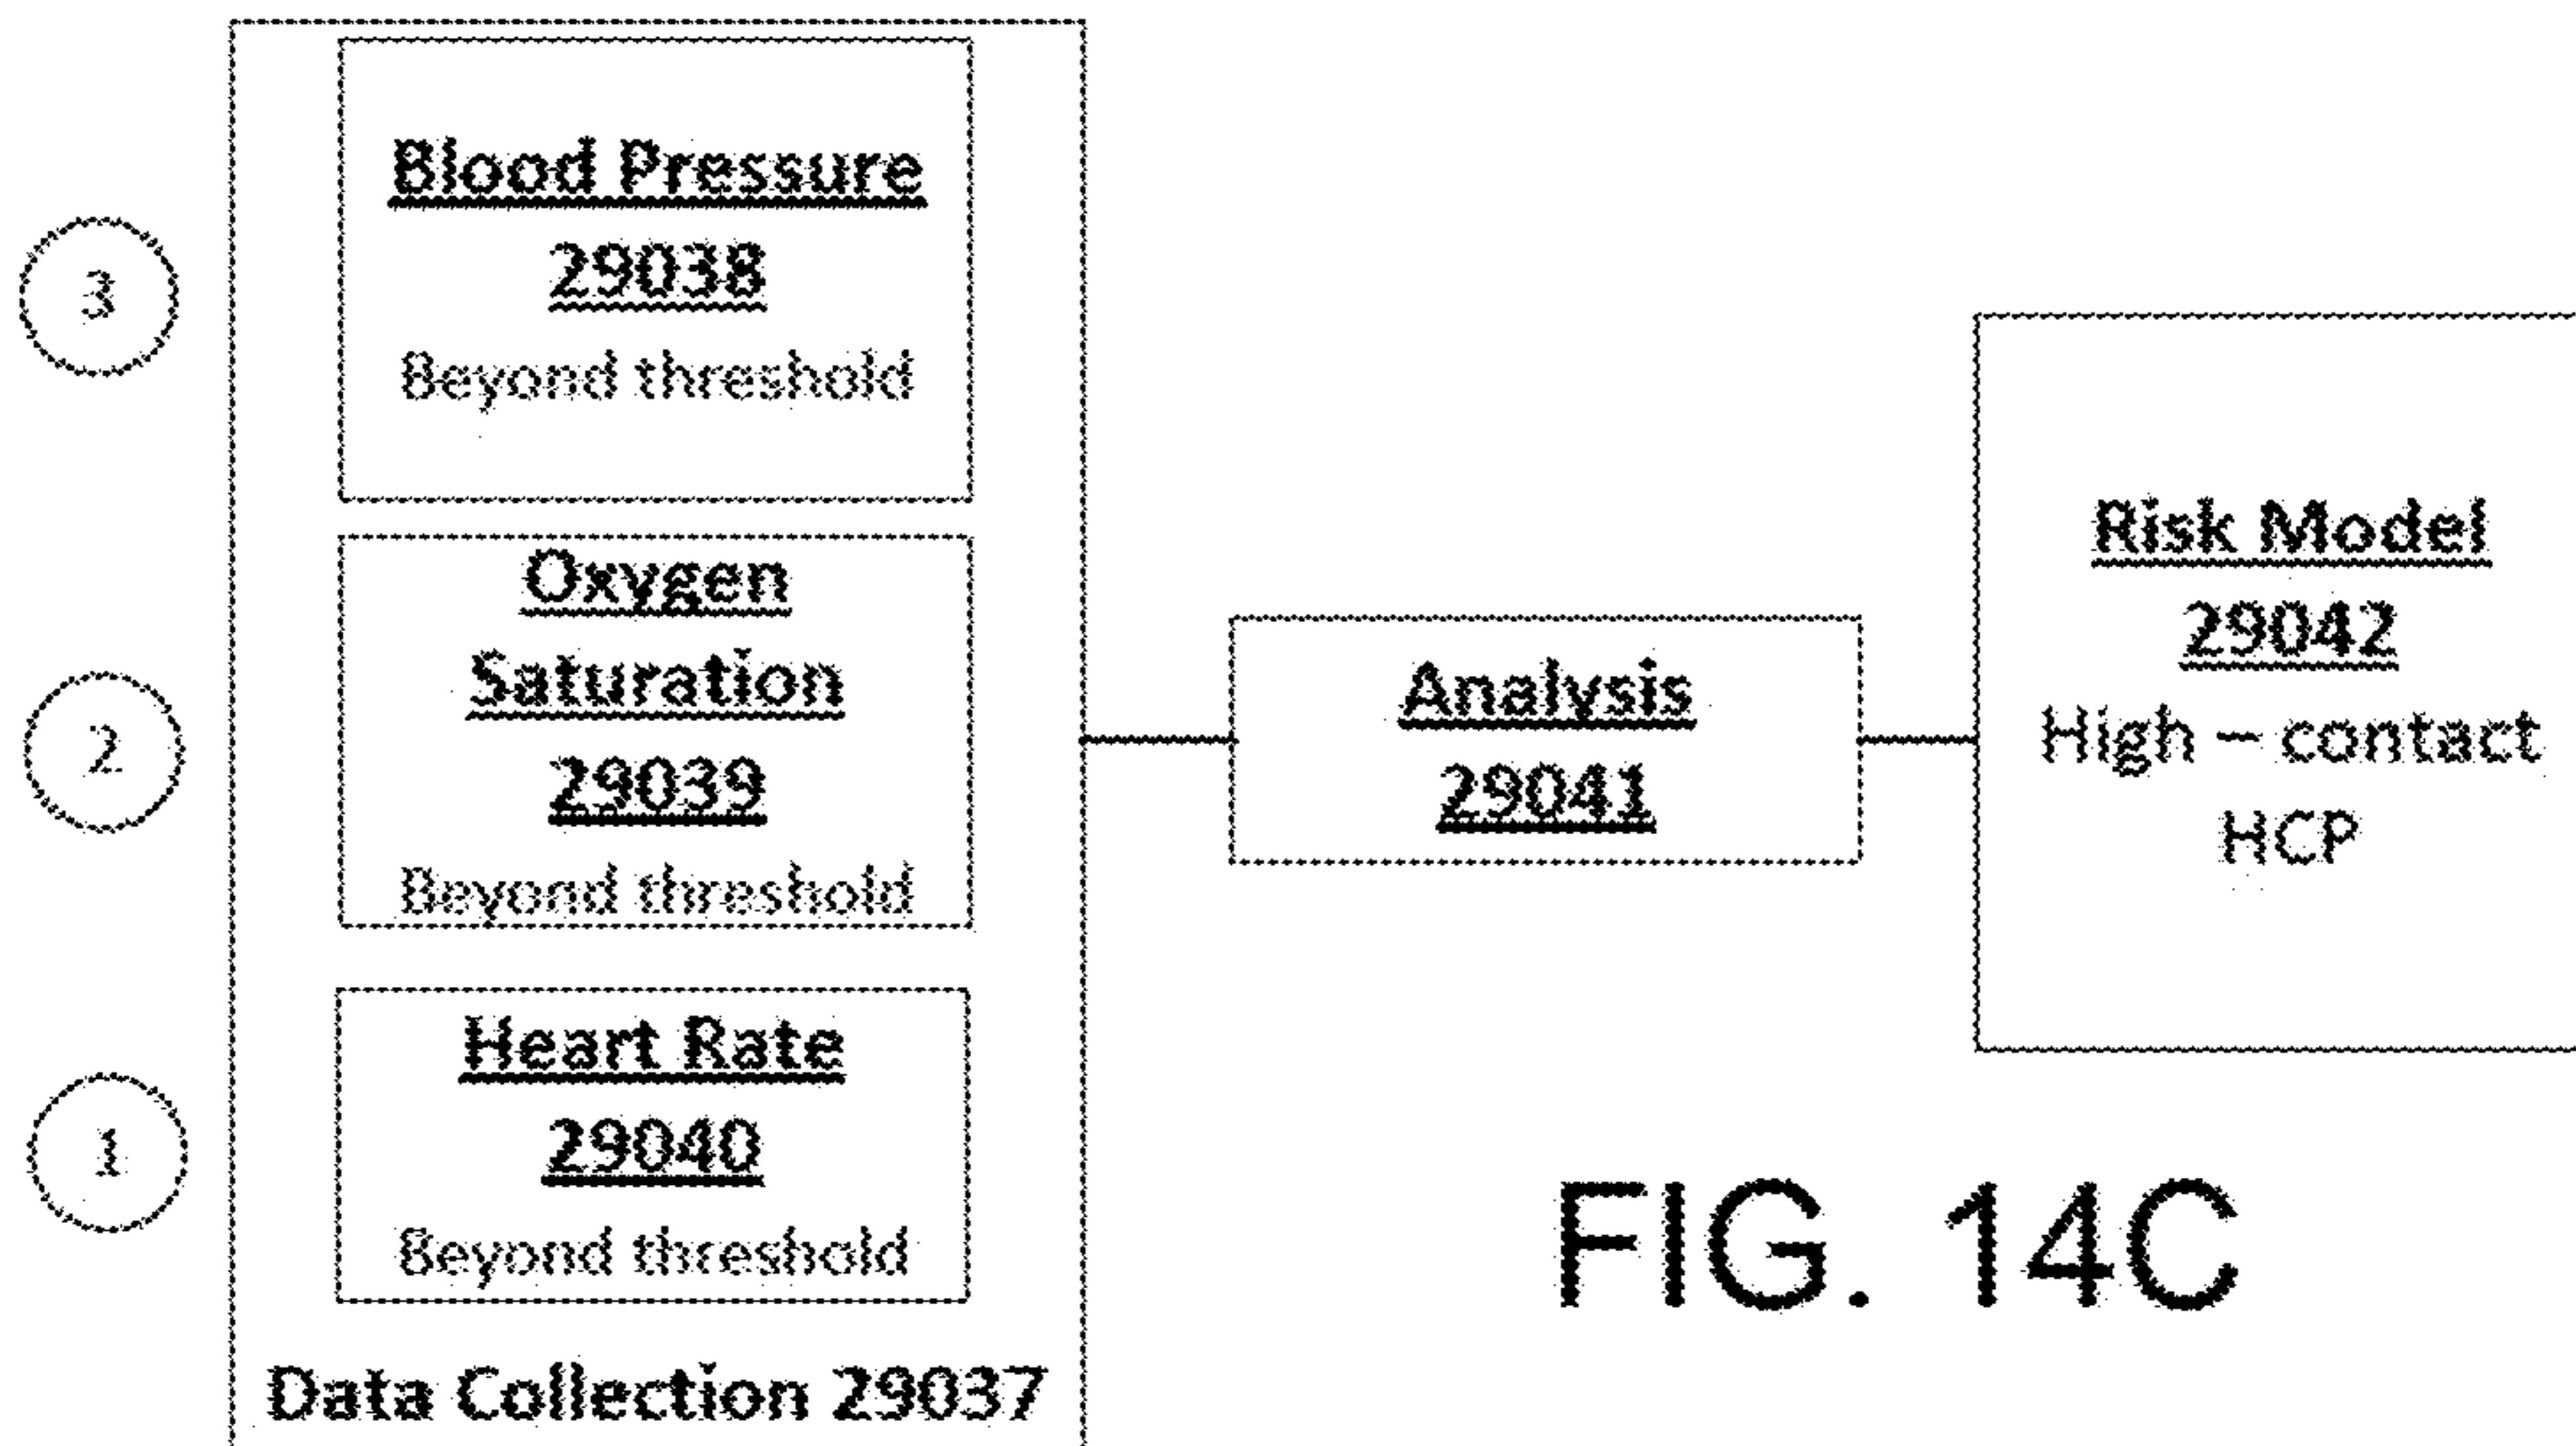 3
Blood Pressure
29038
Beyond threshold
2
Oxygen
Saturation
29039
Beyond threshold
1
Heart Rate
29040
Beyond threshold
Data Collection 29037
Analysis
29041
Risk Model
29042
High – contact
HCP
FIG. 14C